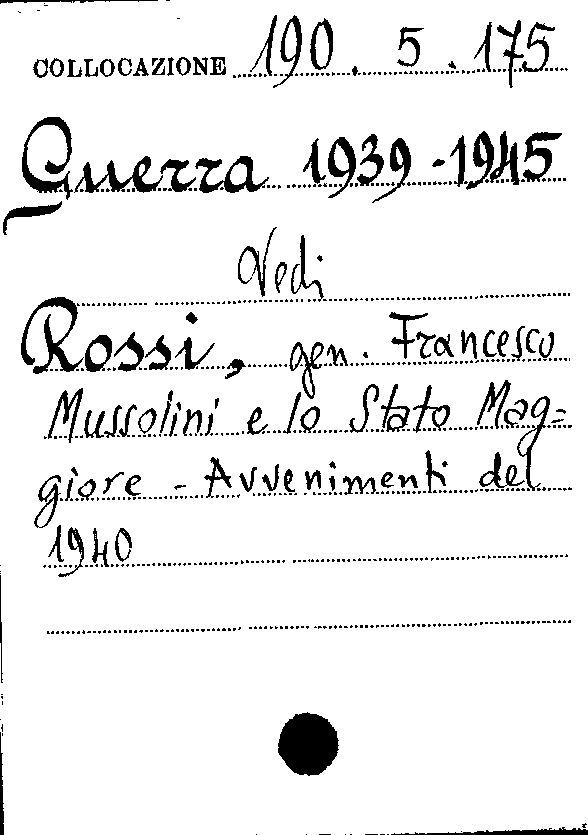 COLLOCAZIONE 190. 5. 175
Guerra 1939-1945
Vedi
Rossi, gen. Francesco
Mussolini e lo Stato Mag=
giore - Avvenimenti del
1940